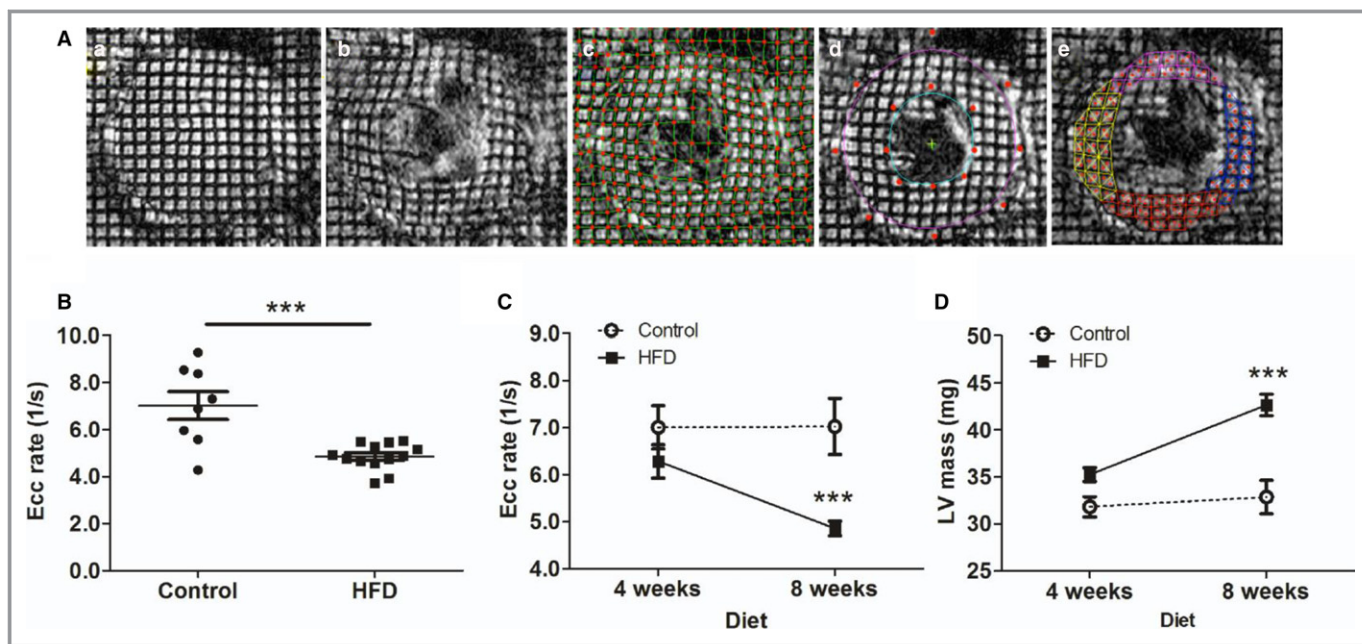 A
a
b
c
d
e
B
***
Ecc rate (1/s)
10.0
8.0
6.0
4.0
2.0
0.0
Control
HFD
C
Control
HFD
Ecc rate (1/s)
9.0
8.0
7.0
6.0
5.0
4.0
***
4 weeks
8 weeks
Diet
D
Control
HFD
LV mass (mg)
50
45
40
35
31
25
***
4 weeks
8 weeks
Diet